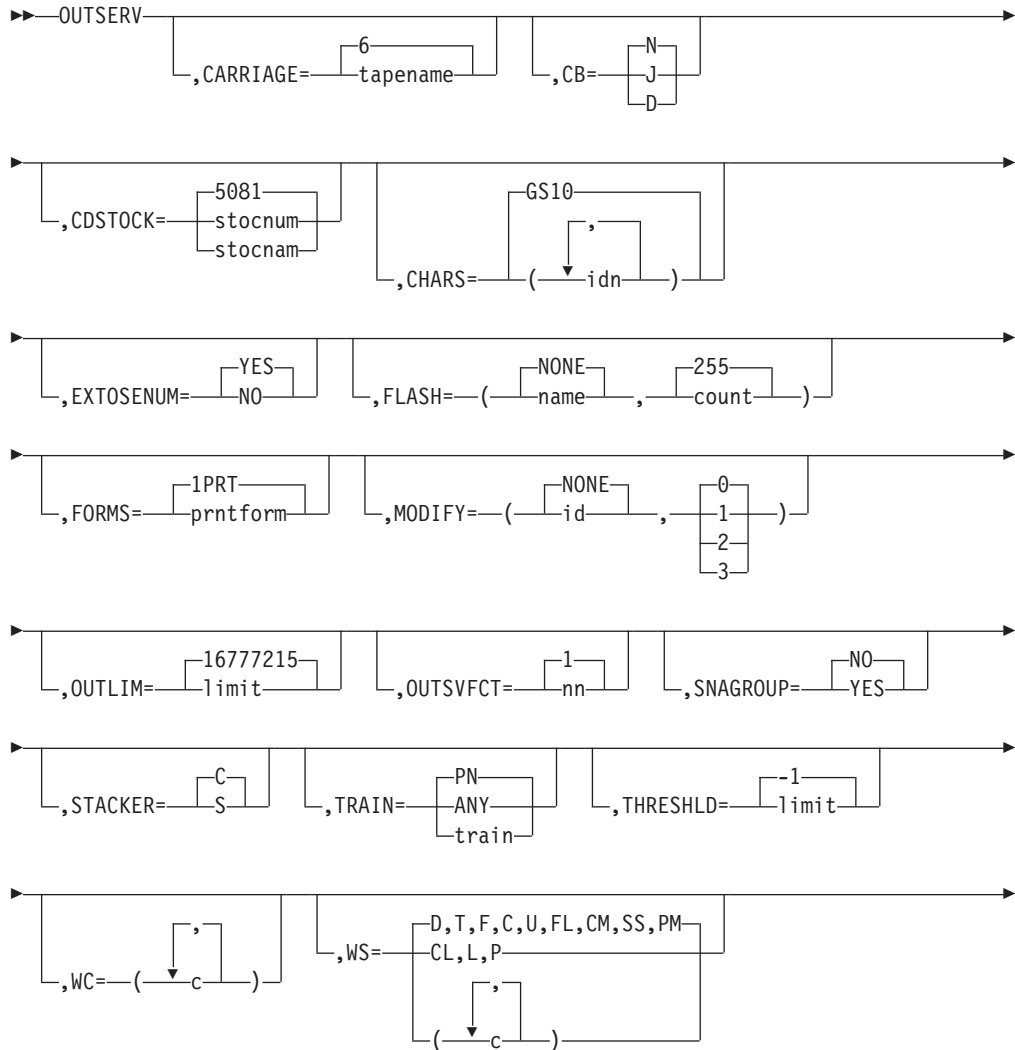 OUTSERV
,CARRIAGE=
6
tapename
,CB=
N
J
D
,CDSTOCK=
5081
stocnum
stocnam
,CHARS=
GS10
(
,
idn
)
,EXTOSENUM=
YES
NO
,FLASH=
(
NONE
name
,
255
count
)
,FORMS=
1PRT
prntform
,MODIFY=
(
NONE
id
,
0
1
2
3
)
,OUTLIM=
16777215
limit
,OUTSVFCT=
1
nn
,SNAGROUP=
NO
YES
,STACKER=
C
S
,TRAIN=
PN
ANY
train
,THRESHLD=
-1
limit
,WC=
(
,
c
)
,WS=
D,T,F,C,U,FL,CM,SS,PM
CL,L,P
(
,
c
)